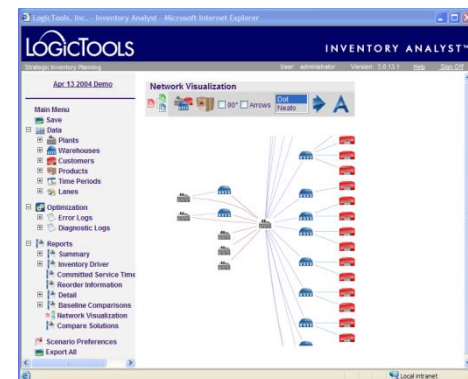 LogicTools, Inc. - Inventory Analyst - Microsoft Internet Explorer
LOGICTOOLS
INVENTORY ANALYST™
Strategic Inventory Planning
User: administrator Version: 3.0.13.1 Help Sign Off
Apr 13 2004 Demo
Network Visualization
90° Arrows
Dot
Neato
A
Main Menu
Save
Data
Plants
Warehouses
Customers
Products
Time Periods
Lanes
Optimization
Error Logs
Diagnostic Logs
Reports
Summary
Inventory Driver
Committed Service Time
Reorder Information
Detail
Baseline Comparisons
Network Visualization
Compare Solutions
Scenario Preferences
Export All
Local intranet